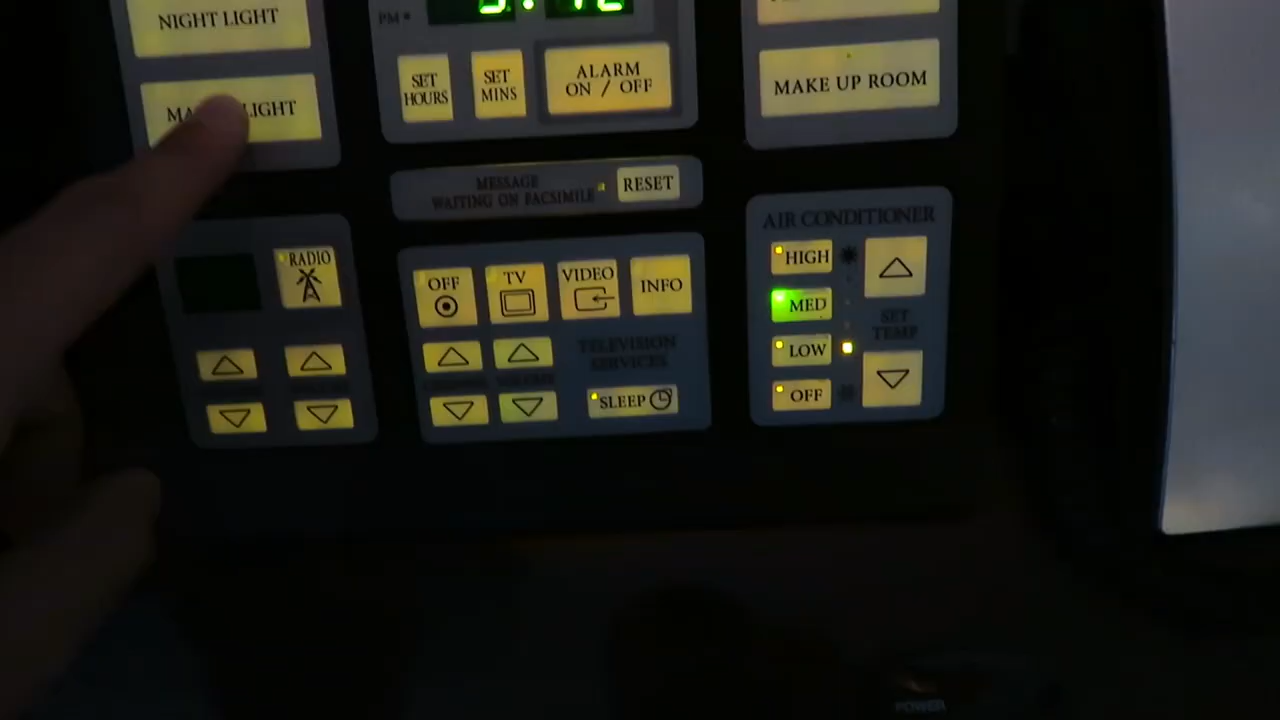 NIGHT LIGHT
LIGHT
PM
SET
HOURS
SET
MINS
ALARM
ON / OFF
MAKE UP ROOM
MESSAGE
WAITING ON FACSIMILE
RESET
RADIO
OFF
TV
VIDEO
INFO
TELEVISION
SERVICES
SLEEP
AIR CONDITIONER
HIGH
MED
LOW
OFF
SET
TEMP
POWER